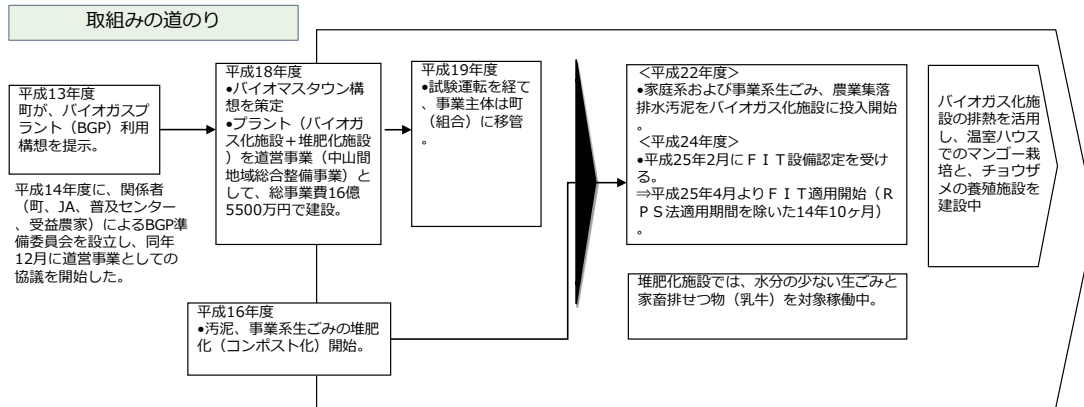 取組みの道のり
平成13年度
町が、バイオガスプ
ラント（BGP）利用
構想を提示。
平成14年度に、関係者
（町、JA、普及センター
、受益農家）によるBGP準
備委員会を設立し、同年
12月に道営事業としての
協議を開始した。
平成18年度
●バイオマスタウン構
想を策定
●プラント（バイオガ
ス化施設＋堆肥化施設
）を道営事業（中山間
地域総合整備事業）と
して、総事業費16億
5500万円で建設。
平成19年度
●試験運転を経て
、事業主体は町
（組合）に移管
。
平成16年度
●汚泥、事業系生ごみの堆肥
化（コンポスト化）開始。
＜平成22年度＞
●家庭系および事業系生ごみ、農業集落
排水汚泥をバイオガス化施設に投入開始
。
＜平成24年度＞
●平成25年2月にＦＩＴ設備認定を受け
る。
⇒平成25年4月よりＦＩＴ適用開始（Ｒ
ＰＳ法適用期間を除いた14年10ヶ月）
。
堆肥化施設では、水分の少ない生ごみと
家畜排せつ物（乳牛）を対象稼働中。
バイオガス化施
設の排熱を活用
し、温室ハウス
でのマンゴー栽
培と、チョウザ
メの養殖施設を
建設中